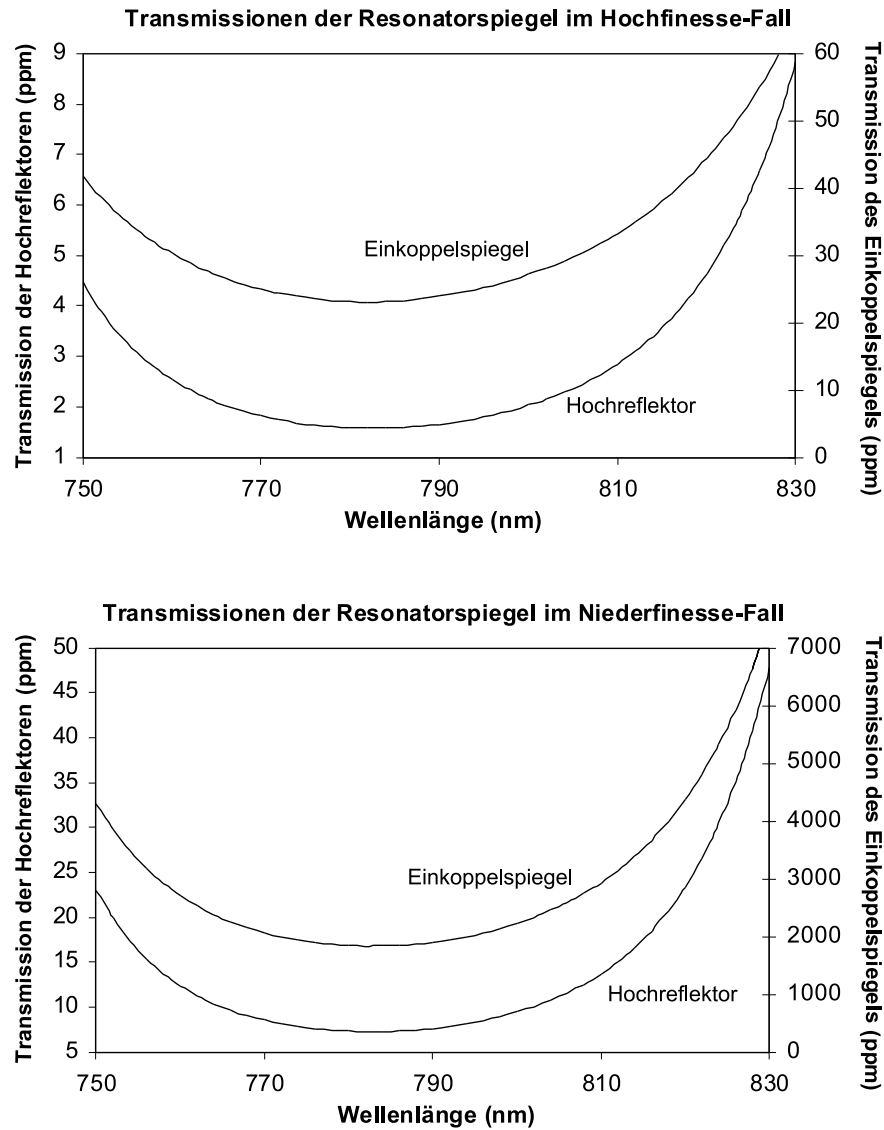 Transmissionen der Resonatorspiegel im Hochfinesse-Fall
Transmission der Hochreflektoren (ppm)
9
8
7
6
5
4
3
2
1
60
50
40
30
20
10
0
Transmission des Einkoppelspiegels (ppm)
Einkoppelspiegel
Hochreflektor
750 770 790 810 830
Wellenlänge (nm)
Transmissionen der Resonatorspiegel im Niederfinesse-Fall
Transmission der Hochreflektoren (ppm)
50
45
40
35
30
25
20
15
10
5
7000
6000
5000
4000
3000
2000
1000
0
Transmission des Einkoppelspiegels (ppm)
Einkoppelspiegel
Hochreflektor
750 770 790 810 830
Wellenlänge (nm)